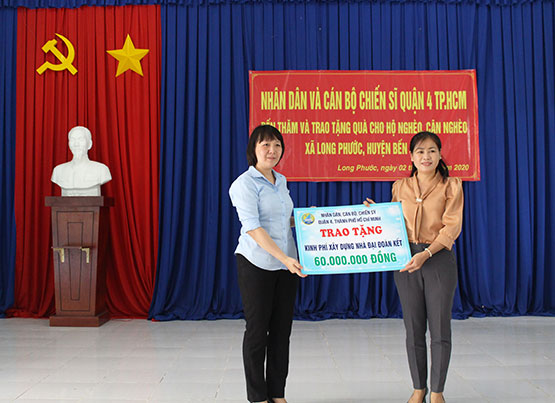 NHÂN DÂN VÀ CÁN BỘ CHIẾN SĨ QUẬN 4 TP.HCM
ĐẾN THĂM VÀ TRAO TẶNG QUÀ CHO HỘ NGHÈO, CẬN NGHÈO
XÃ LONG PHƯỚC, HUYỆN BẾN
Long Phước, ngày 02 2020
NHÂN DÂN, CÁN BỘ, CHIẾN SỸ
QUẬN 4, THÀNH PHỐ HỒ CHÍ MINH
TRAO TẶNG
KINH PHÍ XÂY DỰNG NHÀ ĐẠI ĐOÀN KẾT
60.000.000 ĐỒNG